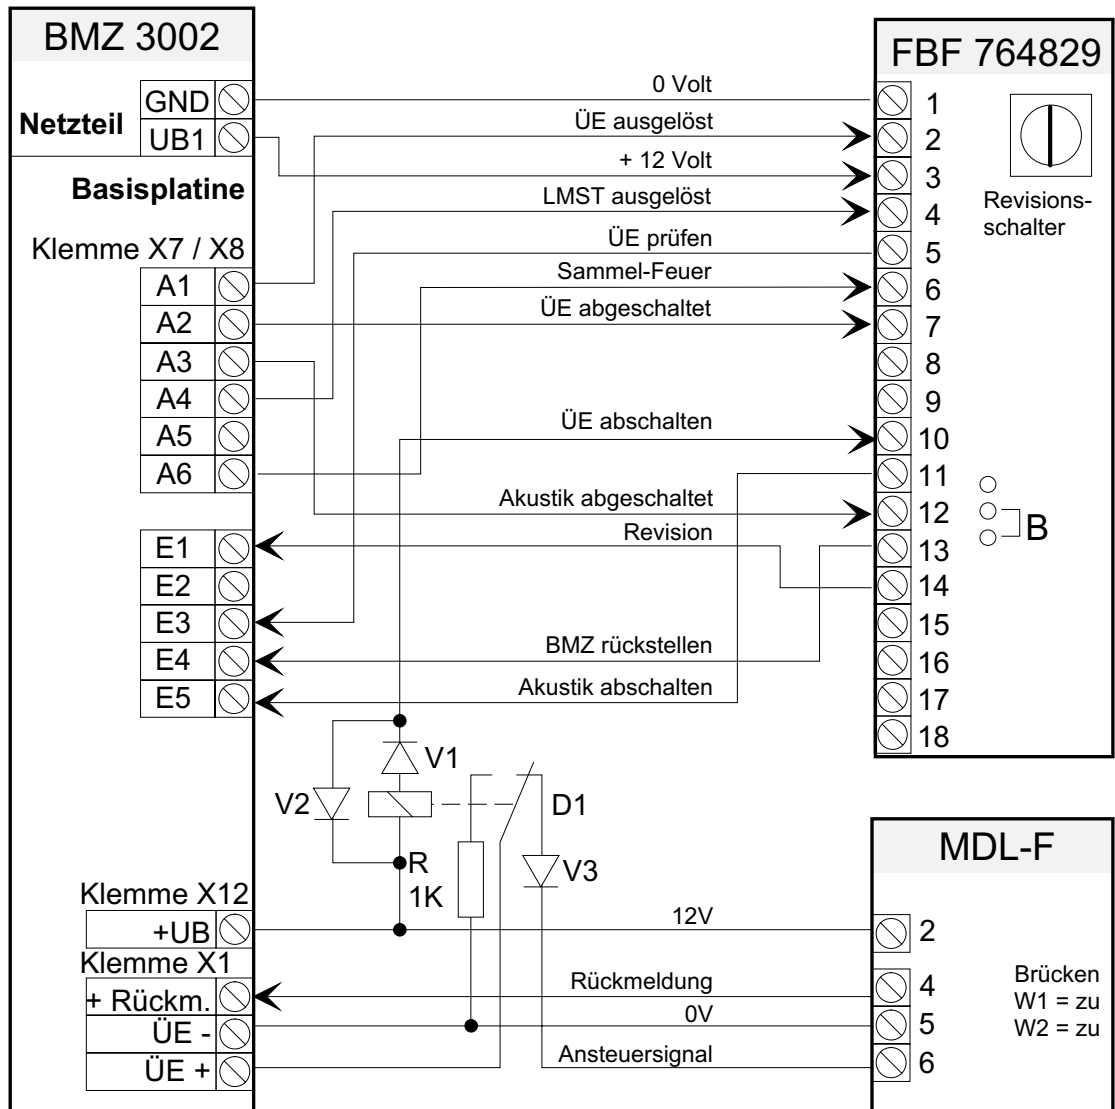 BMZ 3002
FBF 764829
Netzteil
GND
UB1
Basisplatine
Klemme X7 / X8
A1
A2
A3
A4
A5
A6
E1
E2
E3
E4
E5
0 Volt
ÜE ausgelöst
+ 12 Volt
LMST ausgelöst
ÜE prüfen
Sammel-Feuer
ÜE abgeschaltet
ÜE abschalten
Akustik abgeschaltet
Revision
BMZ rückstellen
Akustik abschalten
1
2
3
4
5
6
7
8
9
10
11
12
13
14
15
16
17
18
Revisions-
schalter
B
V1
V2
D1
R
1K
V3
Klemme X12
+UB
Klemme X1
+ Rückm.
ÜE -
ÜE +
12V
Rückmeldung
0V
Ansteuersignal
MDL-F
2
4
5
6
Brücken
W1 = zu
W2 = zu